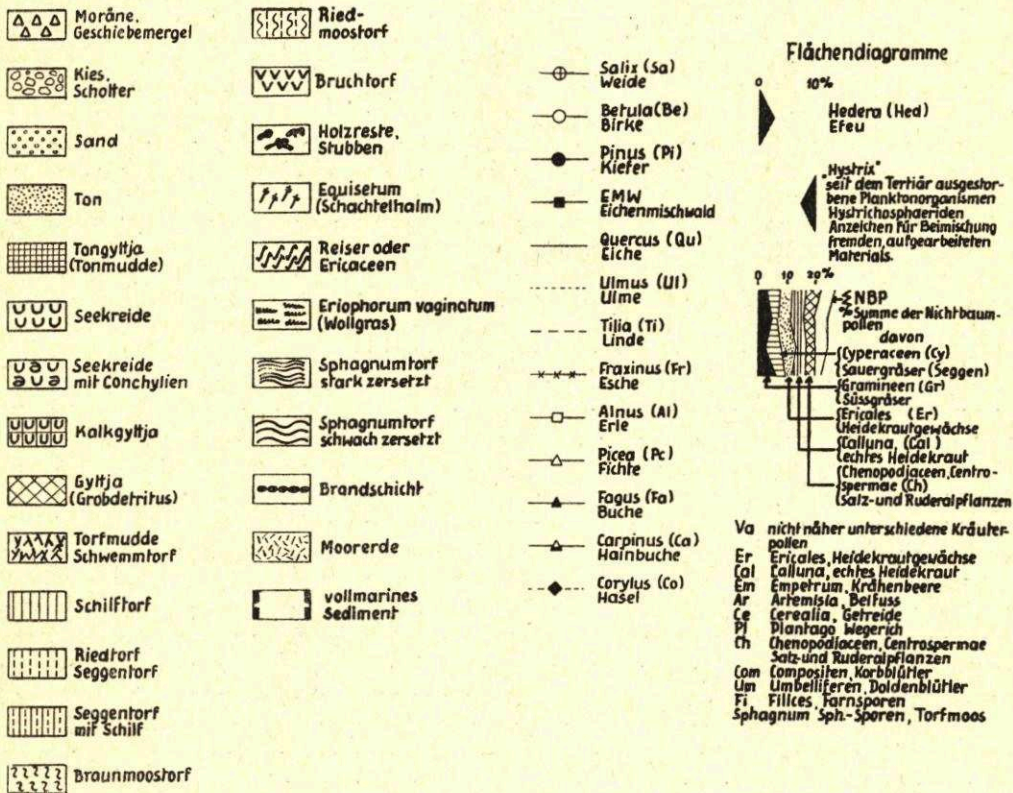 Moräne,
Geschiebemergel
Kies,
Schotter
Sand
Ton
Tongyttja
(Tonmudde)
Seekreide
Seekreide
mit Conchylien
Kalkgyttja
Gyttja
(Grobdetritus)
Torfmudde
Schwemmtorf
Schilftorf
Riedtorf
Seggentorf
Seggentorf
mit Schilf
Braunmoostorf
Ried-
moostorf
Bruchtorf
Holzreste,
Stubben
Equisetum
(Schachtelhalm)
Reiser oder
Ericaceen
Eriophorum vaginatum
(Wollgras)
Sphagnumtorf
stark zersetzt
Sphagnumtorf
schwach zersetzt
Brandschicht
Moorerde
vollmarines
Sediment
Salix (Sa)
Weide
Betula (Be)
Birke
Pinus (Pi)
Kiefer
EMW
Eichenmischwald
Quercus (Qu)
Eiche
Ulmus (Ul)
Ulme
Tilia (Ti)
Linde
Fraxinus (Fr)
Esche
Alnus (Al)
Erle
Picea (Pc)
Fichte
Fagus (Fa)
Buche
Carpinus (Ca)
Hainbuche
Corylus (Co)
Hasel
Flächendiagramme
0 10%
Hedera (Hed)
Efeu
"Hystrix"
seit dem Tertiär ausgestor-
bene Planktonorganismen
Hystrichosphaeriden
Anzeichen für Beimischung
fremden, aufgearbeiteten
Materials.
0 10 20%
Σ NBP
% Summe der Nichtbaum-
pollen
davon
Cyperaceen (Cy)
Sauergräser (Seggen)
Gramineen (Gr)
Süssgräser
Ericales (Er)
Heidekrautgewächse
Calluna, (Cal)
echtes Heidekraut
Chenopodiaceen, Centro-
spermae (Ch)
Salz-und Ruderalpflanzen
Va nicht näher unterschiedene Kräuter-
pollen
Er Ericales, Heidekrautgewächse
Cal Calluna, echtes Heidekraut
Em Empetrum, Krähenbeere
Ar Artemisia, Beifuss
Ce Cerealia, Getreide
Pl Plantago Wegerich
Ch Chenopodiaceen, Centrospermae
Salz-und Ruderalpflanzen
Com Compositen, Korbblütler
Um Umbelliferen, Doldenblütler
Fi Filices, Farnsporen
Sphagnum Sph.-Sporen, Torfmoos